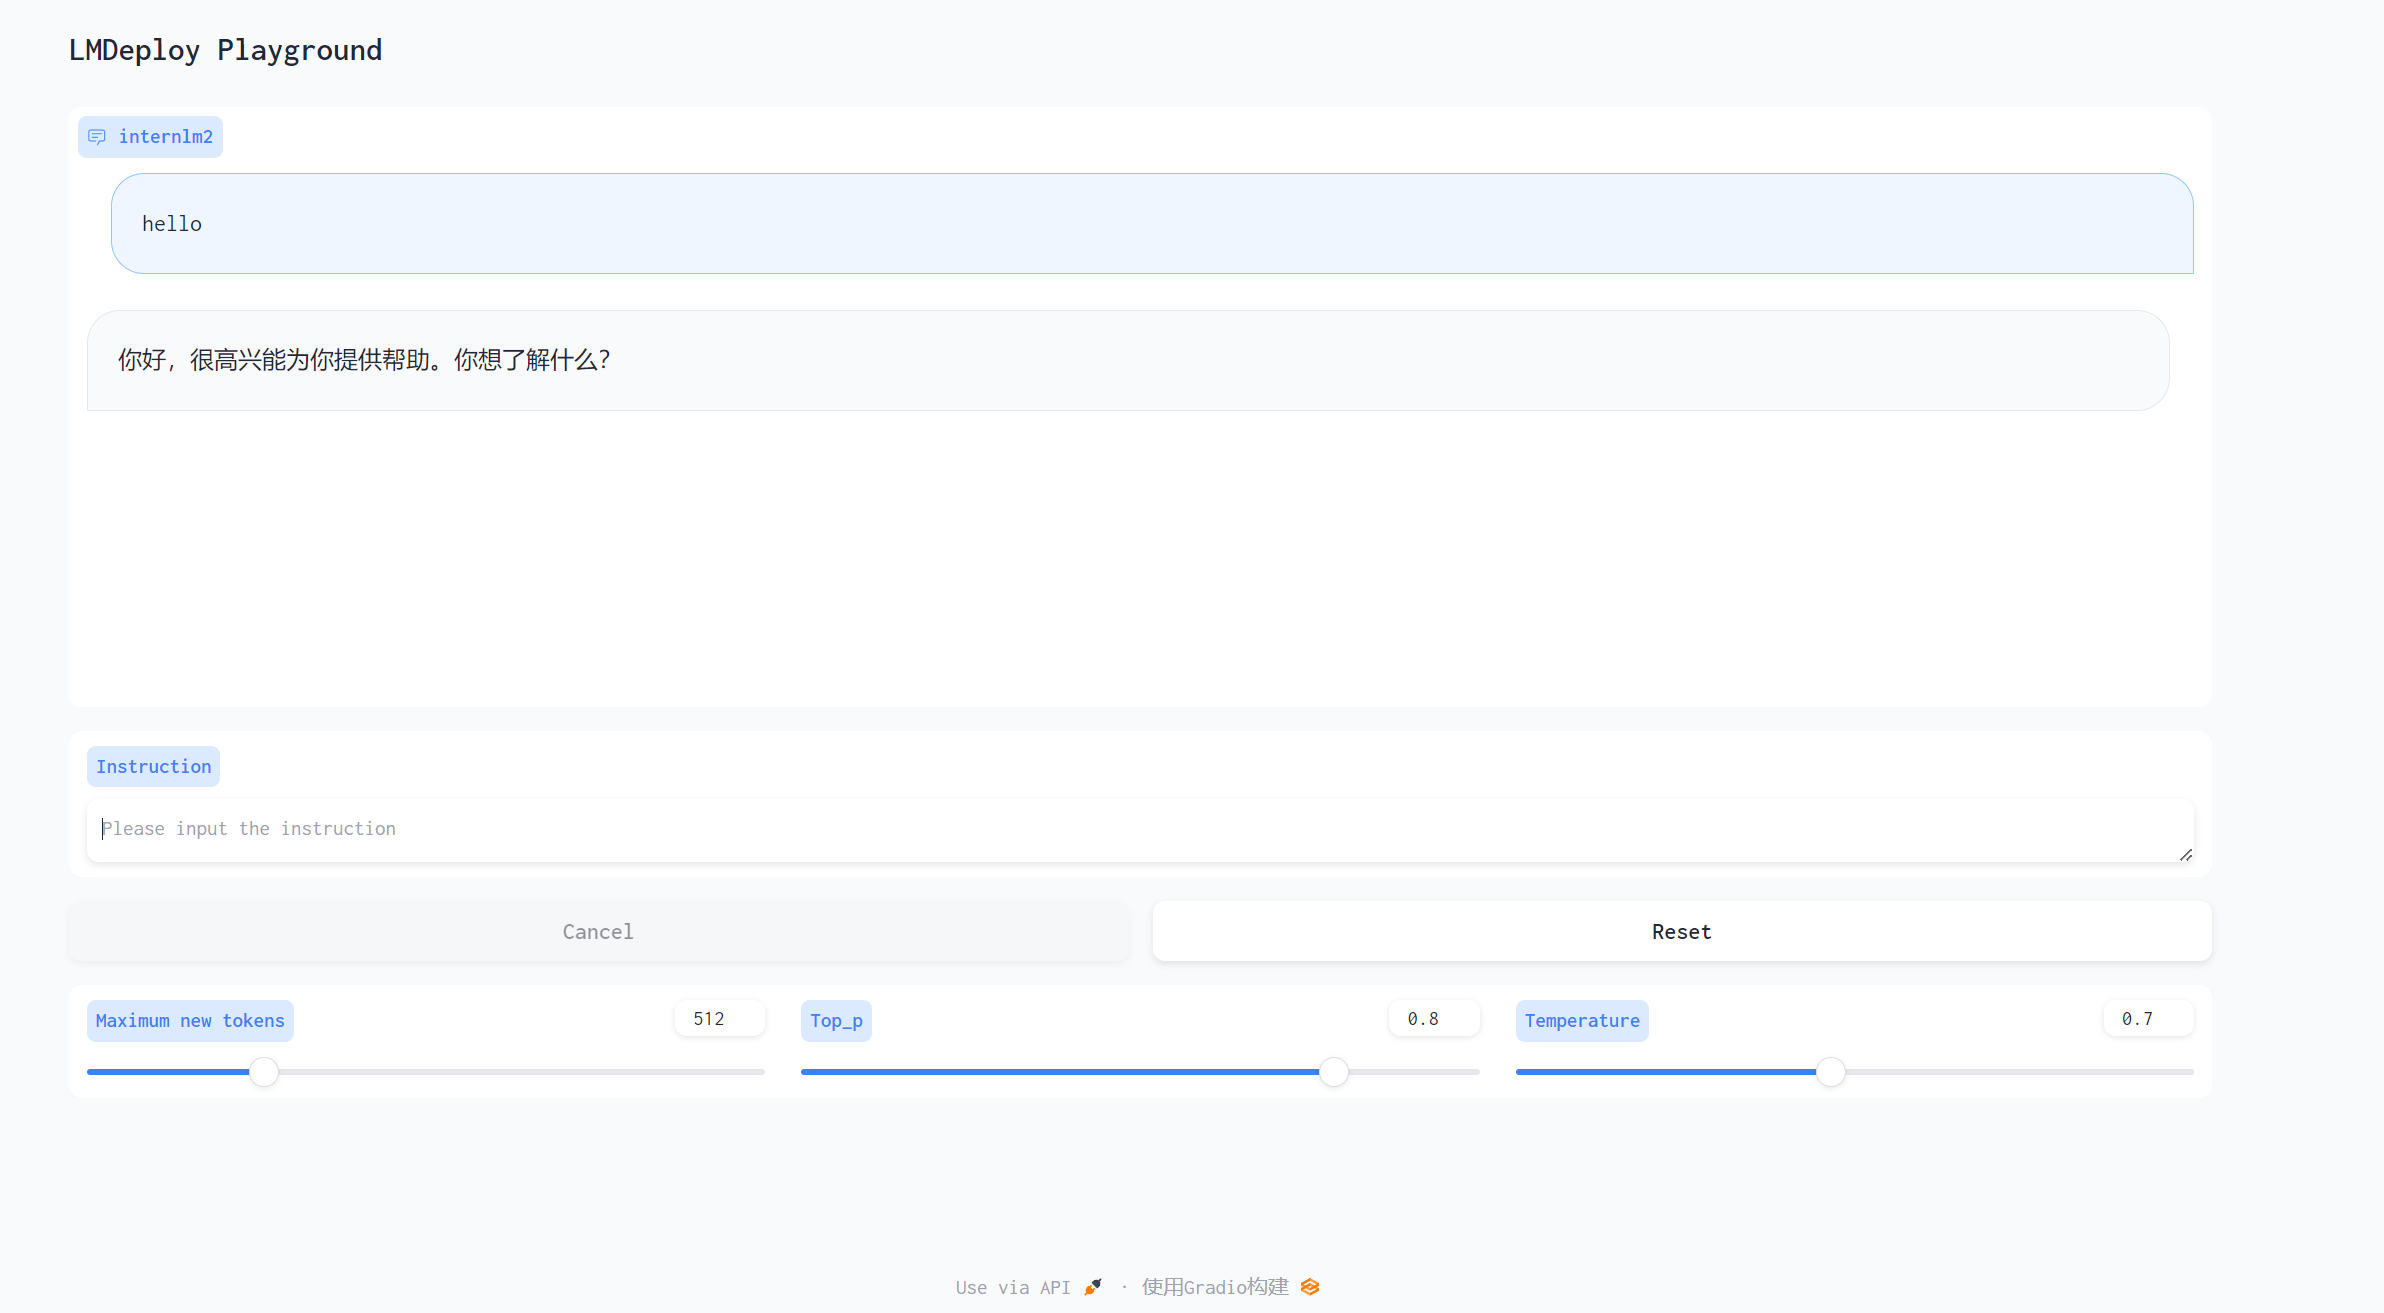 LMDeploy Playground
internlm2
hello
你好，很高兴能为你提供帮助。你想了解什么？
Instruction
Please input the instruction
Cancel
Reset
Maximum new tokens
512
Top_p
0.8
Temperature
0.7
Use via API · 使用Gradio构建